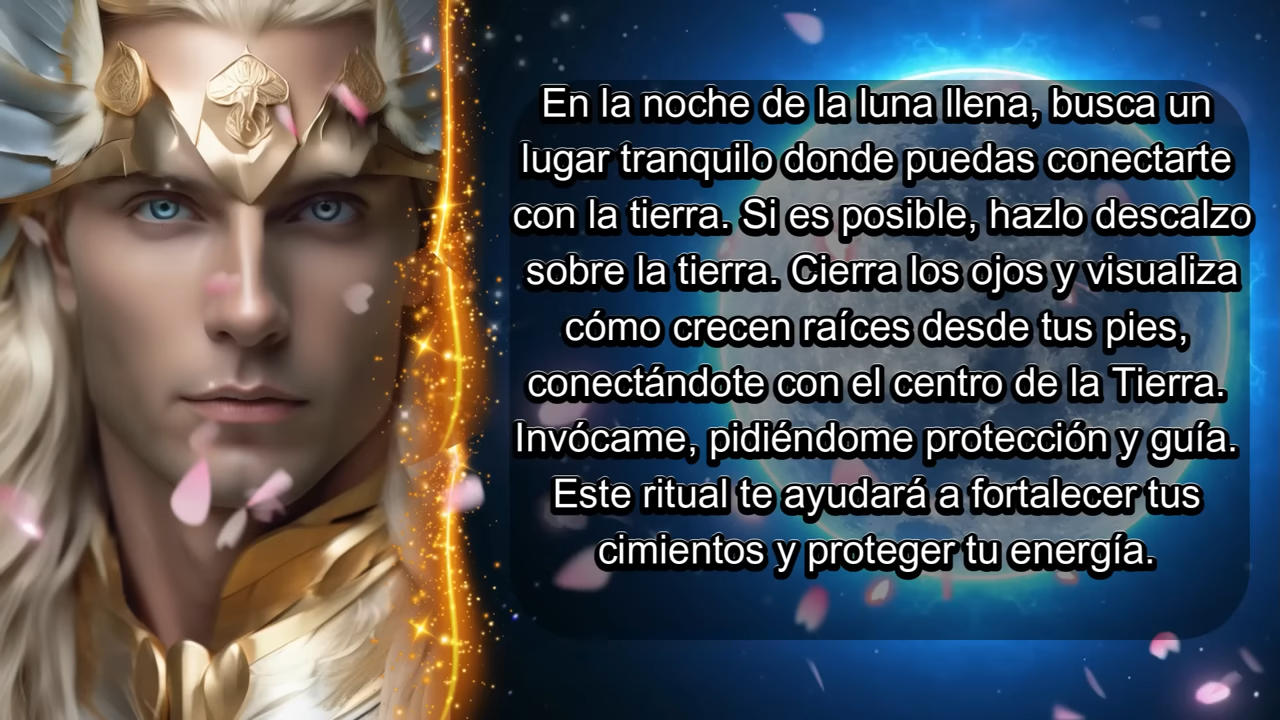 En la noche de la luna llena, busca un
lugar tranquilo donde puedas conectarte
con la tierra. Si es posible, hazlo descalzo
sobre la tierra. Cierra los ojos y visualiza
cómo crecen raíces desde tus pies,
conectándote con el centro de la Tierra.
Invócame, pidiéndome protección y guía.
Este ritual te ayudará a fortalecer tus
cimientos y proteger tu energía.